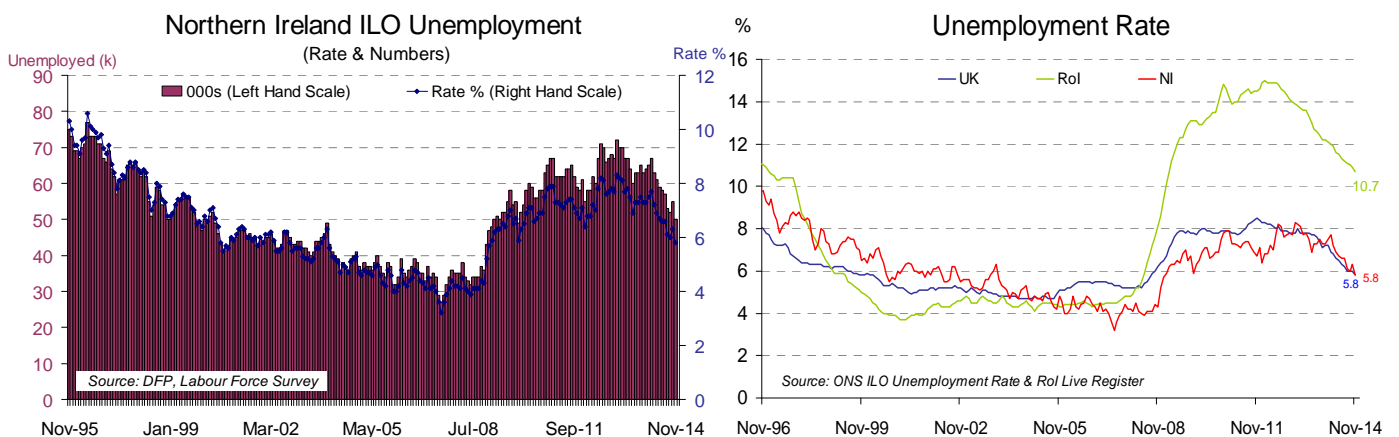 Northern Ireland ILO Unemployment
(Rate & Numbers)
Unemployed (k)
Rate %
000s (Left Hand Scale)
Rate % (Right Hand Scale)
90
80
70
60
50
40
30
20
10
0
12
10
8
6
4
2
0
Source: DFP, Labour Force Survey
Nov-95 Jan-99 Mar-02 May-05 Jul-08 Sep-11 Nov-14
% Unemployment Rate
UK RoI NI
16
14
12
10
8
6
4
2
0
10.7
5.8
5.8
Source: ONS ILO Unemployment Rate & RoI Live Register
Nov-96 Nov-99 Nov-02 Nov-05 Nov-08 Nov-11 Nov-14